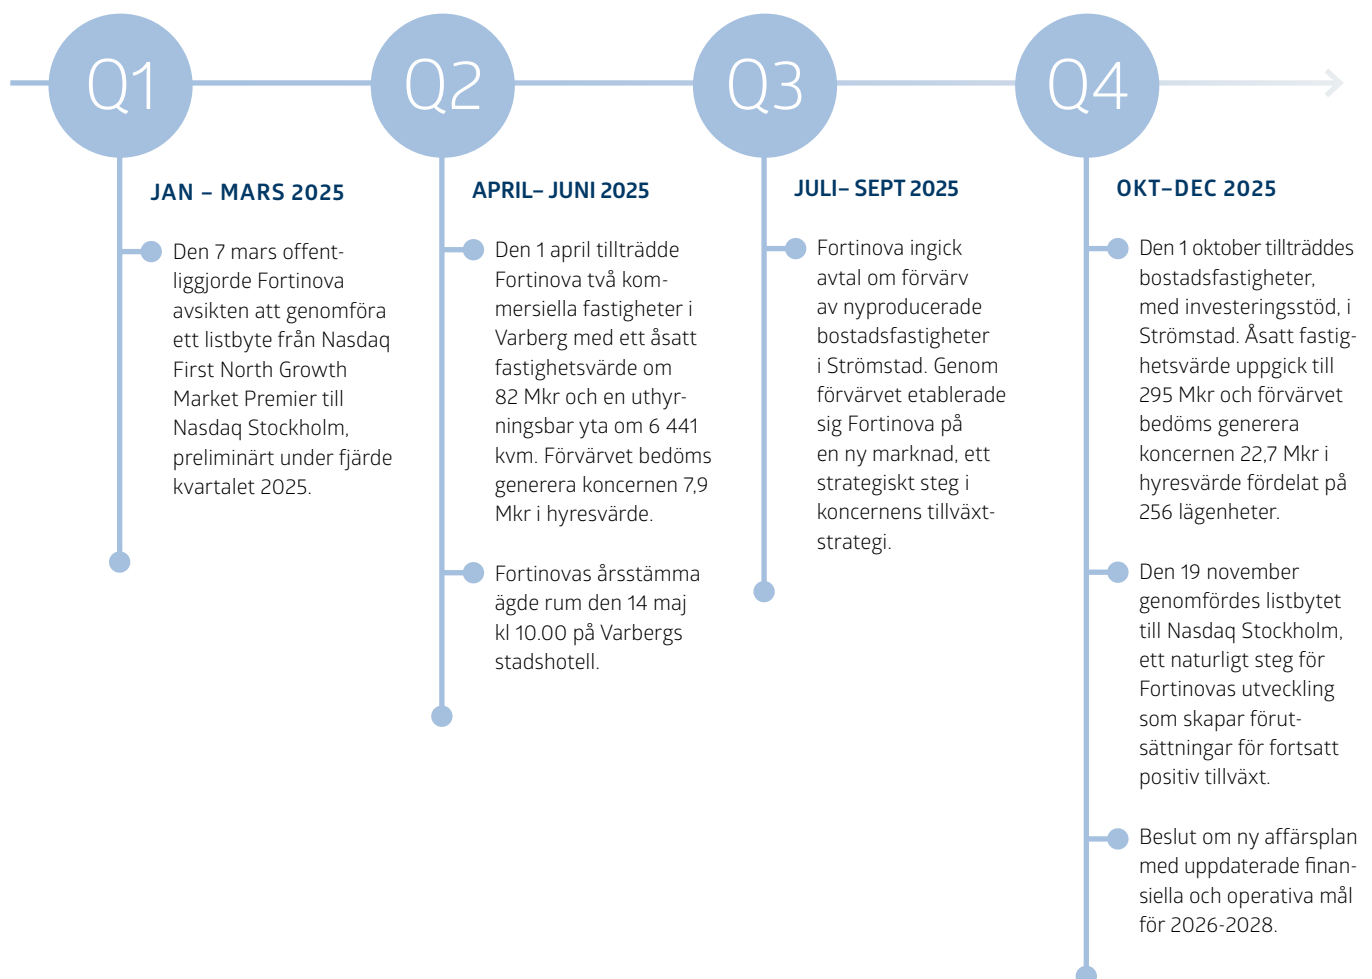 Q1
JAN – MARS 2025
Den 7 mars offent-
liggjorde Fortinova
avsikten att genomföra
ett listbyte från Nasdaq
First North Growth
Market Premier till
Nasdaq Stockholm,
preliminärt under fjärde
kvartalet 2025.
Q2
APRIL– JUNI 2025
Den 1 april tillträdde
Fortinova två kom-
mersiella fastigheter i
Varberg med ett åsatt
fastighetsvärde om
82 Mkr och en uthyr-
ningsbar yta om 6 441
kvm. Förvärvet bedöms
generera koncernen 7,9
Mkr i hyresvärde.
Fortinovas årsstämma
ägde rum den 14 maj
kl 10.00 på Varbergs
stadshotell.
Q3
JULI– SEPT 2025
Fortinova ingick
avtal om förvärv
av nyproducerade
bostadsfastigheter
i Strömstad. Genom
förvärvet etablerade
sig Fortinova på
en ny marknad, ett
strategiskt steg i
koncernens tillväxt-
strategi.
Q4
OKT–DEC 2025
Den 1 oktober tillträddes
bostadsfastigheter,
med investeringsstöd, i
Strömstad. Åsatt fastig-
hetsvärde uppgick till
295 Mkr och förvärvet
bedöms generera
koncernen 22,7 Mkr i
hyresvärde fördelat på
256 lägenheter.
Den 19 november
genomfördes listbytet
till Nasdaq Stockholm,
ett naturligt steg för
Fortinovas utveckling
som skapar förut-
sättningar för fortsatt
positiv tillväxt.
Beslut om ny affärsplan
med uppdaterade finan-
siella och operativa mål
för 2026-2028.